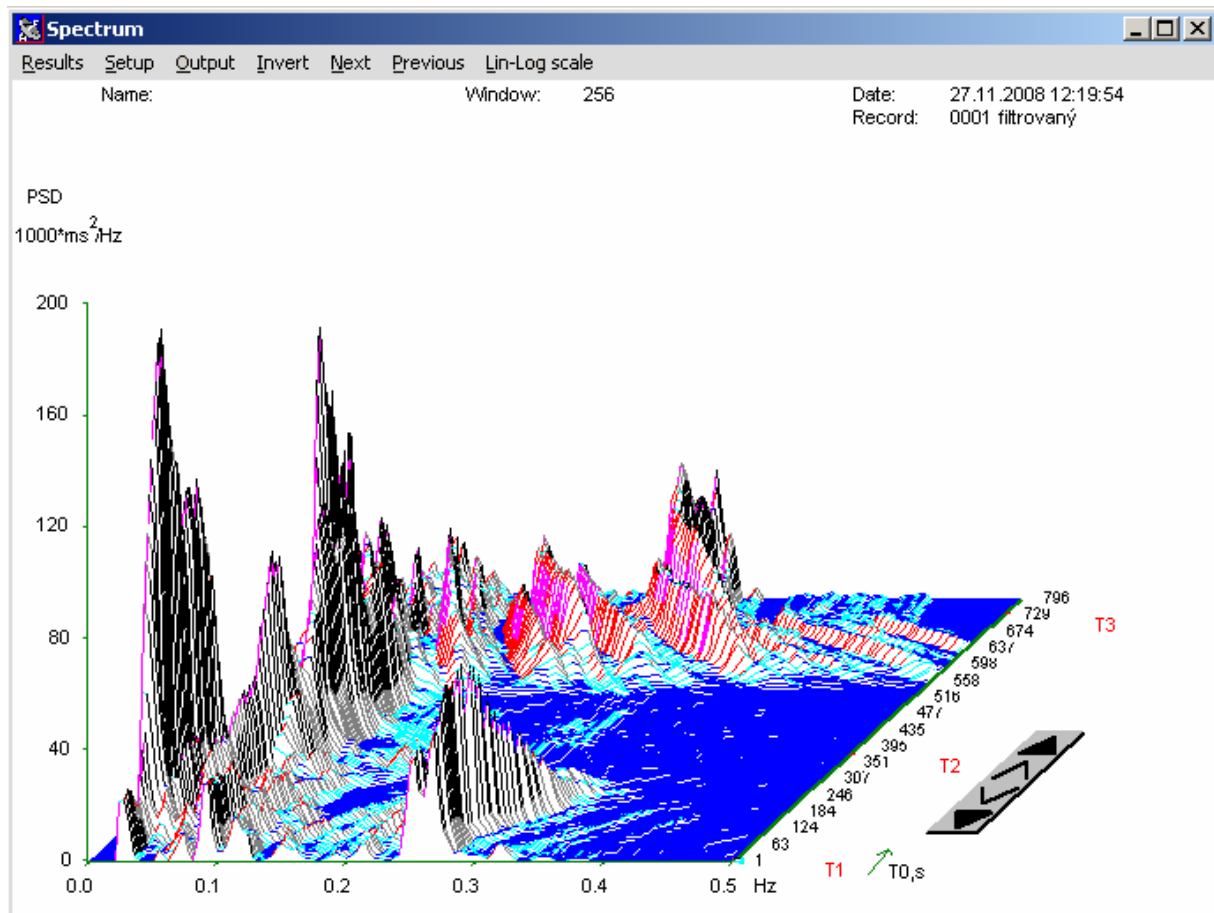 Spectrum
Results Setup Output Invert Next Previous Lin-Log scale
Name: Window: 256 Date: 27.11.2008 12:19:54
Record: 0001 filtrovaný
PSD
1000*ms²/Hz
200
160
120
80
40
0
0.0 0.1 0.2 0.3 0.4 0.5 Hz
796
729
674
637
598
558
516
477
435
395
351
307
246
184
124
63
1
T3
T2
T1
T0,s